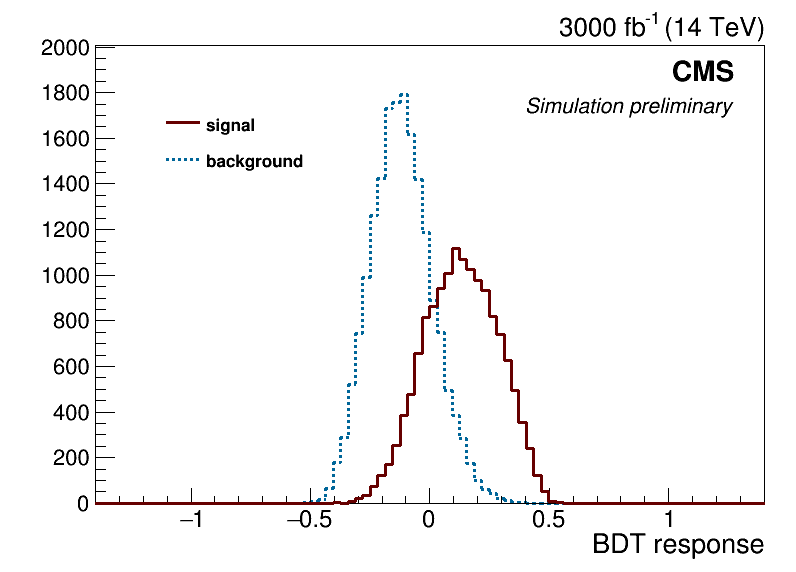 3000 fb⁻¹ (14 TeV)
2000
1800
1600
1400
1200
1000
800
600
400
200
0
CMS
Simulation preliminary
signal
background
−1 −0.5 0 0.5 1
BDT response